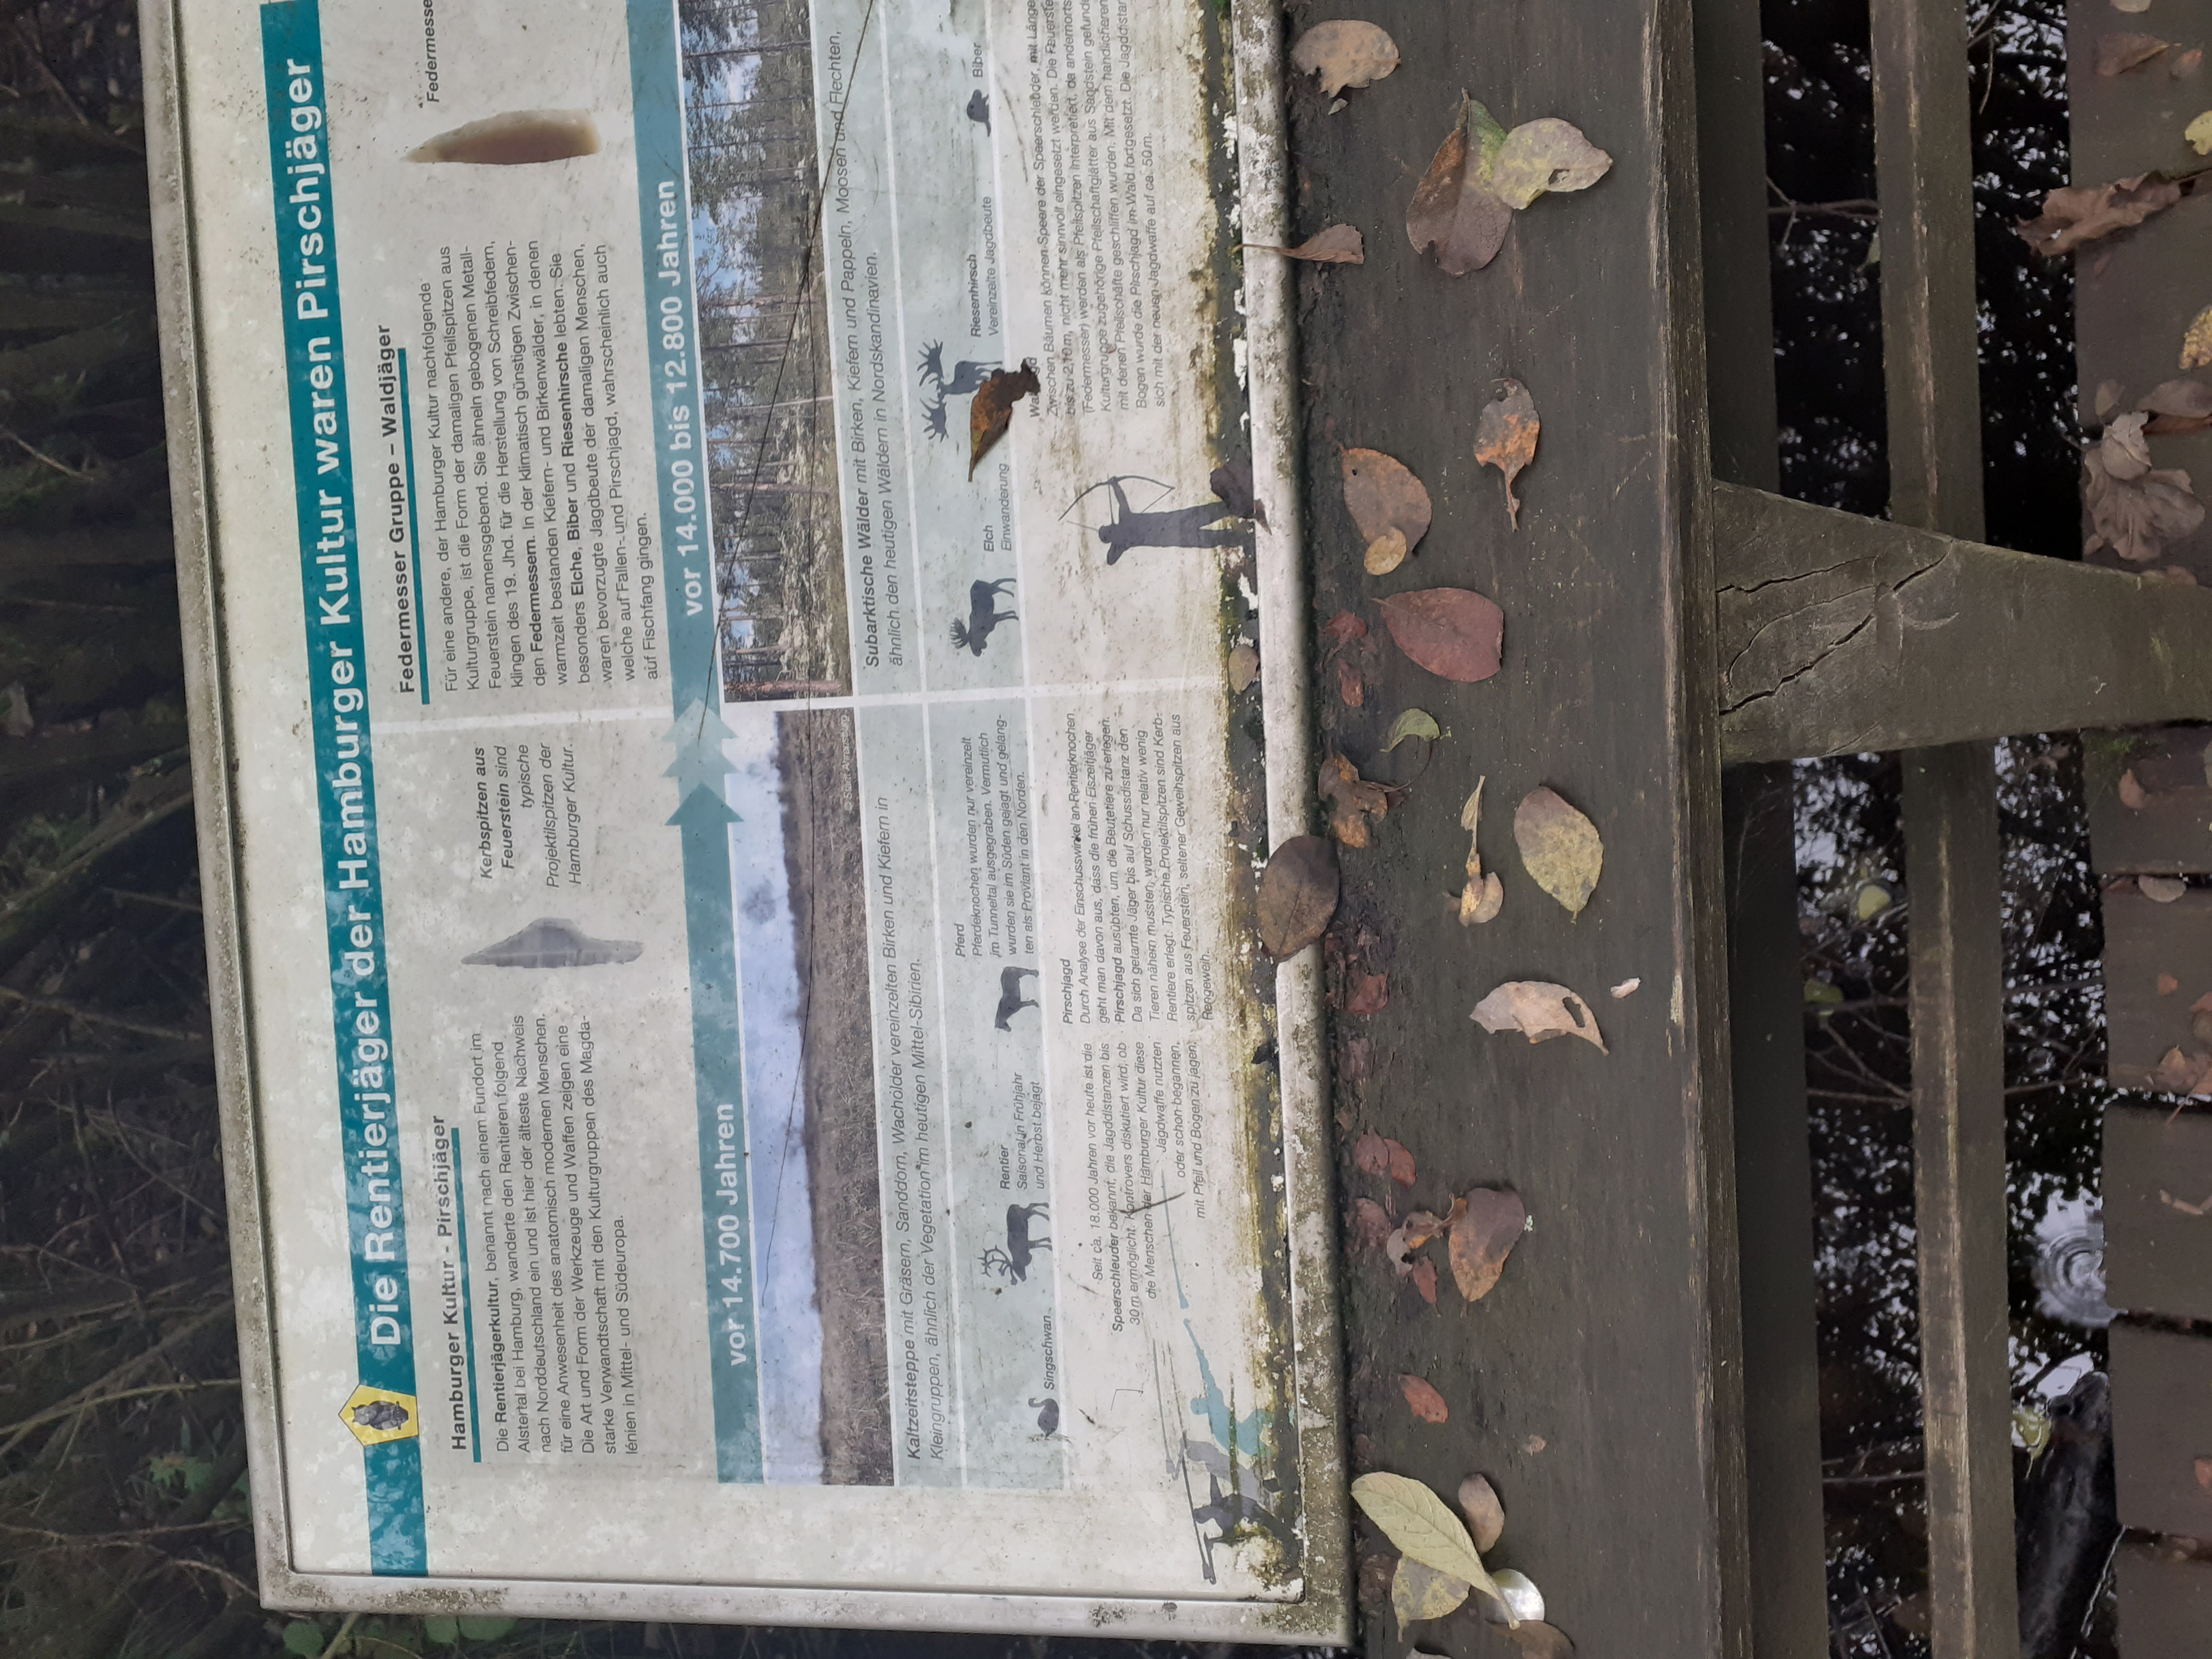 Die Rentierjäger der Hamburger Kultur waren Pirschjäger
Hamburger Kultur - Pirschjäger
Die Rentierjägerkultur, benannt nach einem Fundort im
Alstertal bei Hamburg, wanderte den Rentieren folgend
nach Norddeutschland ein und ist hier der älteste Nachweis
für eine Anwesenheit des anatomisch modernen Menschen.
Die Art und Form der Werkzeuge und Waffen zeigen eine
starke Verwandtschaft mit den Kulturgruppen des Magda-
lénien in Mittel- und Südeuropa.
Kerbspitzen aus
Feuerstein sind
typische
Projektilspitzen der
Hamburger Kultur.
vor 14.700 Jahren
© Stadt Ahrensburg
Kaltzeitsteppe mit Gräsern, Sanddorn, Wacholder vereinzelten Birken und Kiefern in
Kleingruppen, ähnlich der Vegetation im heutigen Mittel-Sibirien.
Singschwan
Rentier
Saisonal in Frühjahr
und Herbst bejagt
Pferd
Pferdeknochen wurden nur vereinzelt
im Tunneltal ausgegraben. Vermutlich
wurden sie im Süden gejagt und gelang-
ten als Proviant in den Norden.
Seit ca. 18.000 Jahren vor heute ist die
Speerschleuder bekannt, die Jagddistanzen bis
30 m ermöglicht. Kontrovers diskutiert wird, ob
die Menschen der Hamburger Kultur diese
Jagdwaffe nutzten
oder schon begannen,
mit Pfeil und Bogen zu jagen.
Pirschjagd
Durch Analyse der Einschusswinkel an Rentierknochen
geht man davon aus, dass die frühen Eiszeitjäger
Pirschjagd ausübten, um die Beutetiere zu erlegen.
Da sich getarnte Jäger bis auf Schussdistanz den
Tieren nähern mussten, wurden nur relativ wenig
Rentiere erlegt. Typische Projektilspitzen sind Kerb-
spitzen aus Feuerstein, seltener Geweihspitzen aus
Rengeweih.
Federmesser Gruppe – Waldjäger
Für eine andere, der Hamburger Kultur nachfolgende
Kulturgruppe, ist die Form der damaligen Pfeilspitzen aus
Feuerstein namensgebend. Sie ähneln gebogenen Metall-
klingen des 19. Jhd. für die Herstellung von Schreibfedern,
den Federmessern. In der klimatisch günstigen Zwischen-
warmzeit bestanden Kiefern- und Birkenwälder, in denen
besonders Elche, Biber und Riesenhirsche lebten. Sie
waren bevorzugte Jagdbeute der damaligen Menschen,
welche auf Fallen- und Pirschjagd, wahrscheinlich auch
auf Fischfang gingen.
Federmesse
vor 14.000 bis 12.800 Jahren
Subarktische Wälder mit Birken, Kiefern und Pappeln, Moosen und Flechten,
ähnlich den heutigen Wäldern in Nordskandinavien.
Elch
Einwanderung
Riesenhirsch
Vereinzelte Jagdbeute
Biber
Zwischen Bäumen können Speere der Speerschleuder, mit Länge
bis zu 2,10 m, nicht mehr sinnvoll eingesetzt werden. Die Feuerste
(Federmesser) werden als Pfeilspitzen interpretiert, da andernorts
Kulturgruppe zugehörige Pfeilschaftglätter aus Sandstein gefund
mit denen Pfeilschäfte geschliffen wurden. Mit dem handlicheren
Bogen wurde die Pirschjagd im Wald fortgesetzt. Die Jagddistan
sich mit der neuen Jagdwaffe auf ca. 50 m.